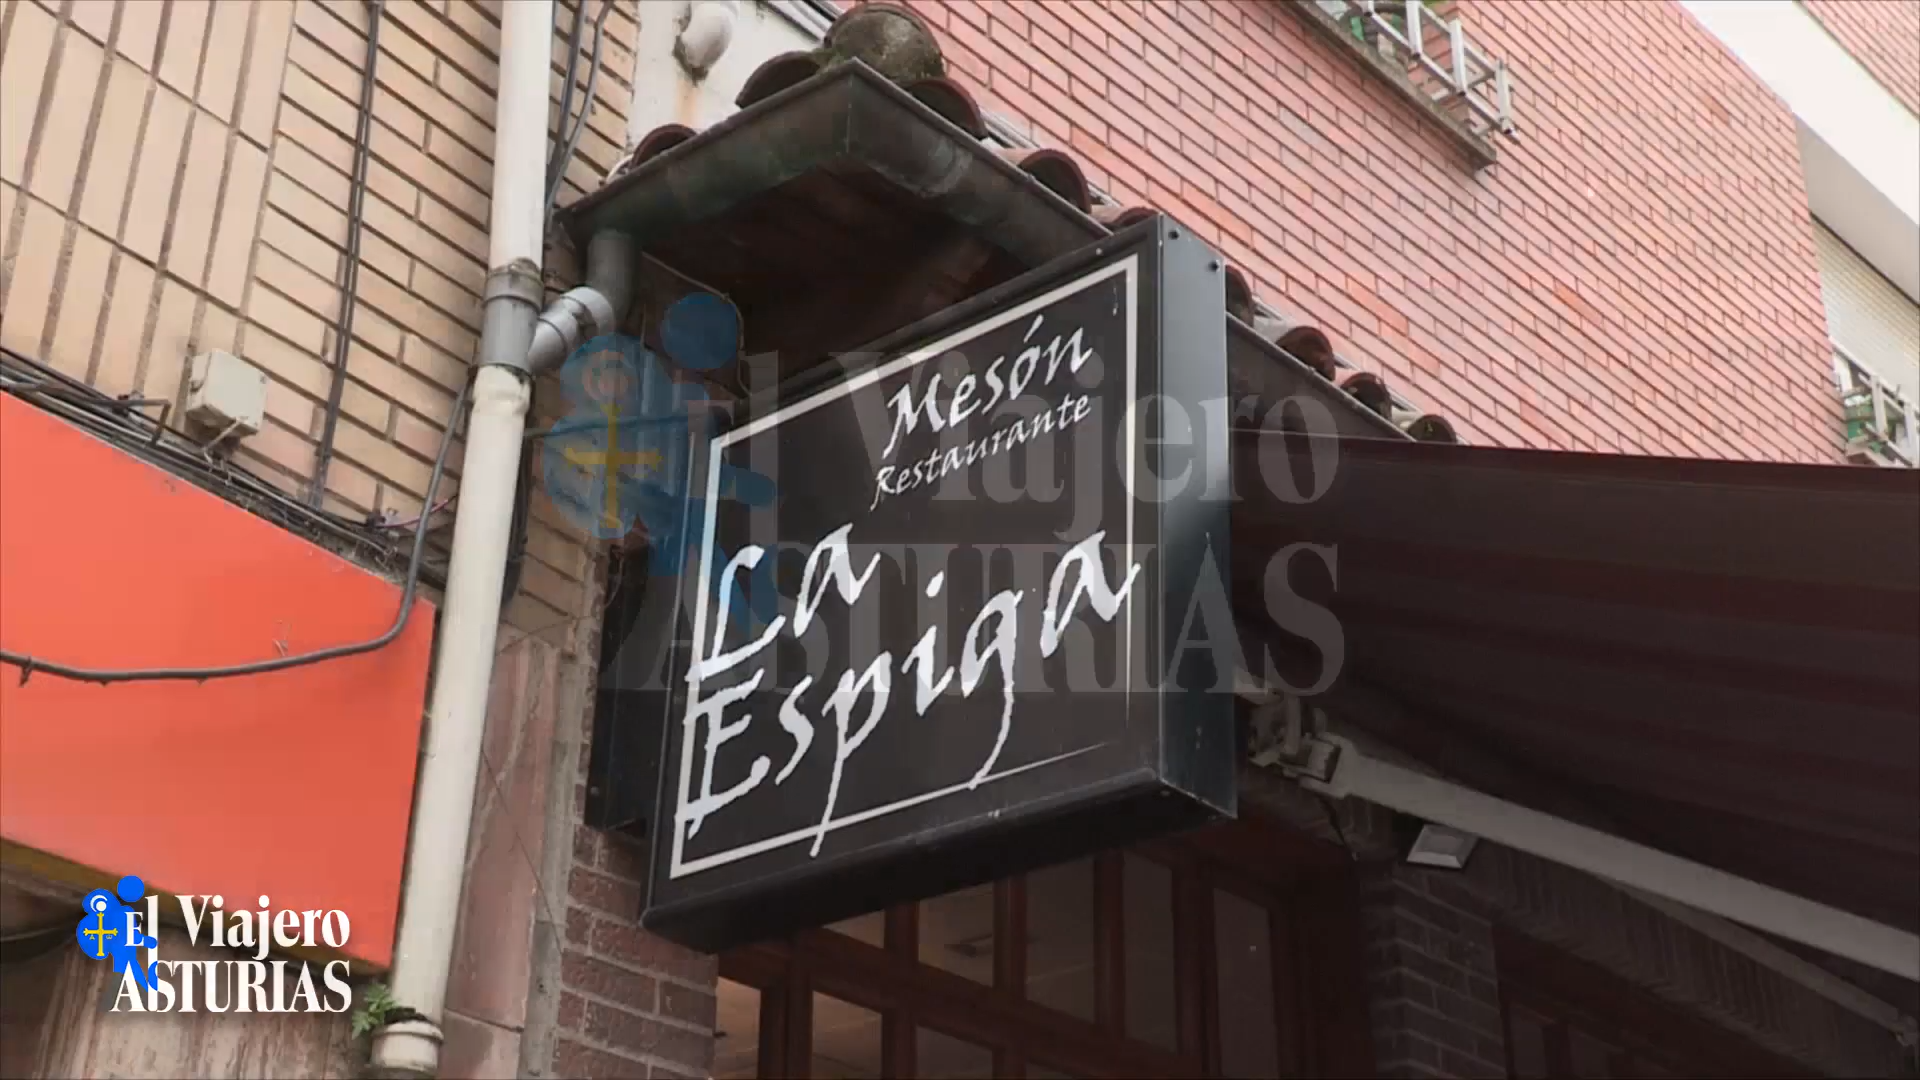 Mesón
Restaurante
La
Espiga
El Viajero
ASTURIAS
El Viajero
ASTURIAS